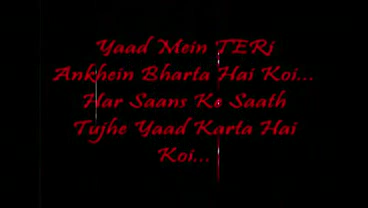 Yaad Mein TERi
Ankhein Bharta Hai Koi...
Har Saans Ke Saath
Tujhe Yaad Karta Hai
Koi...